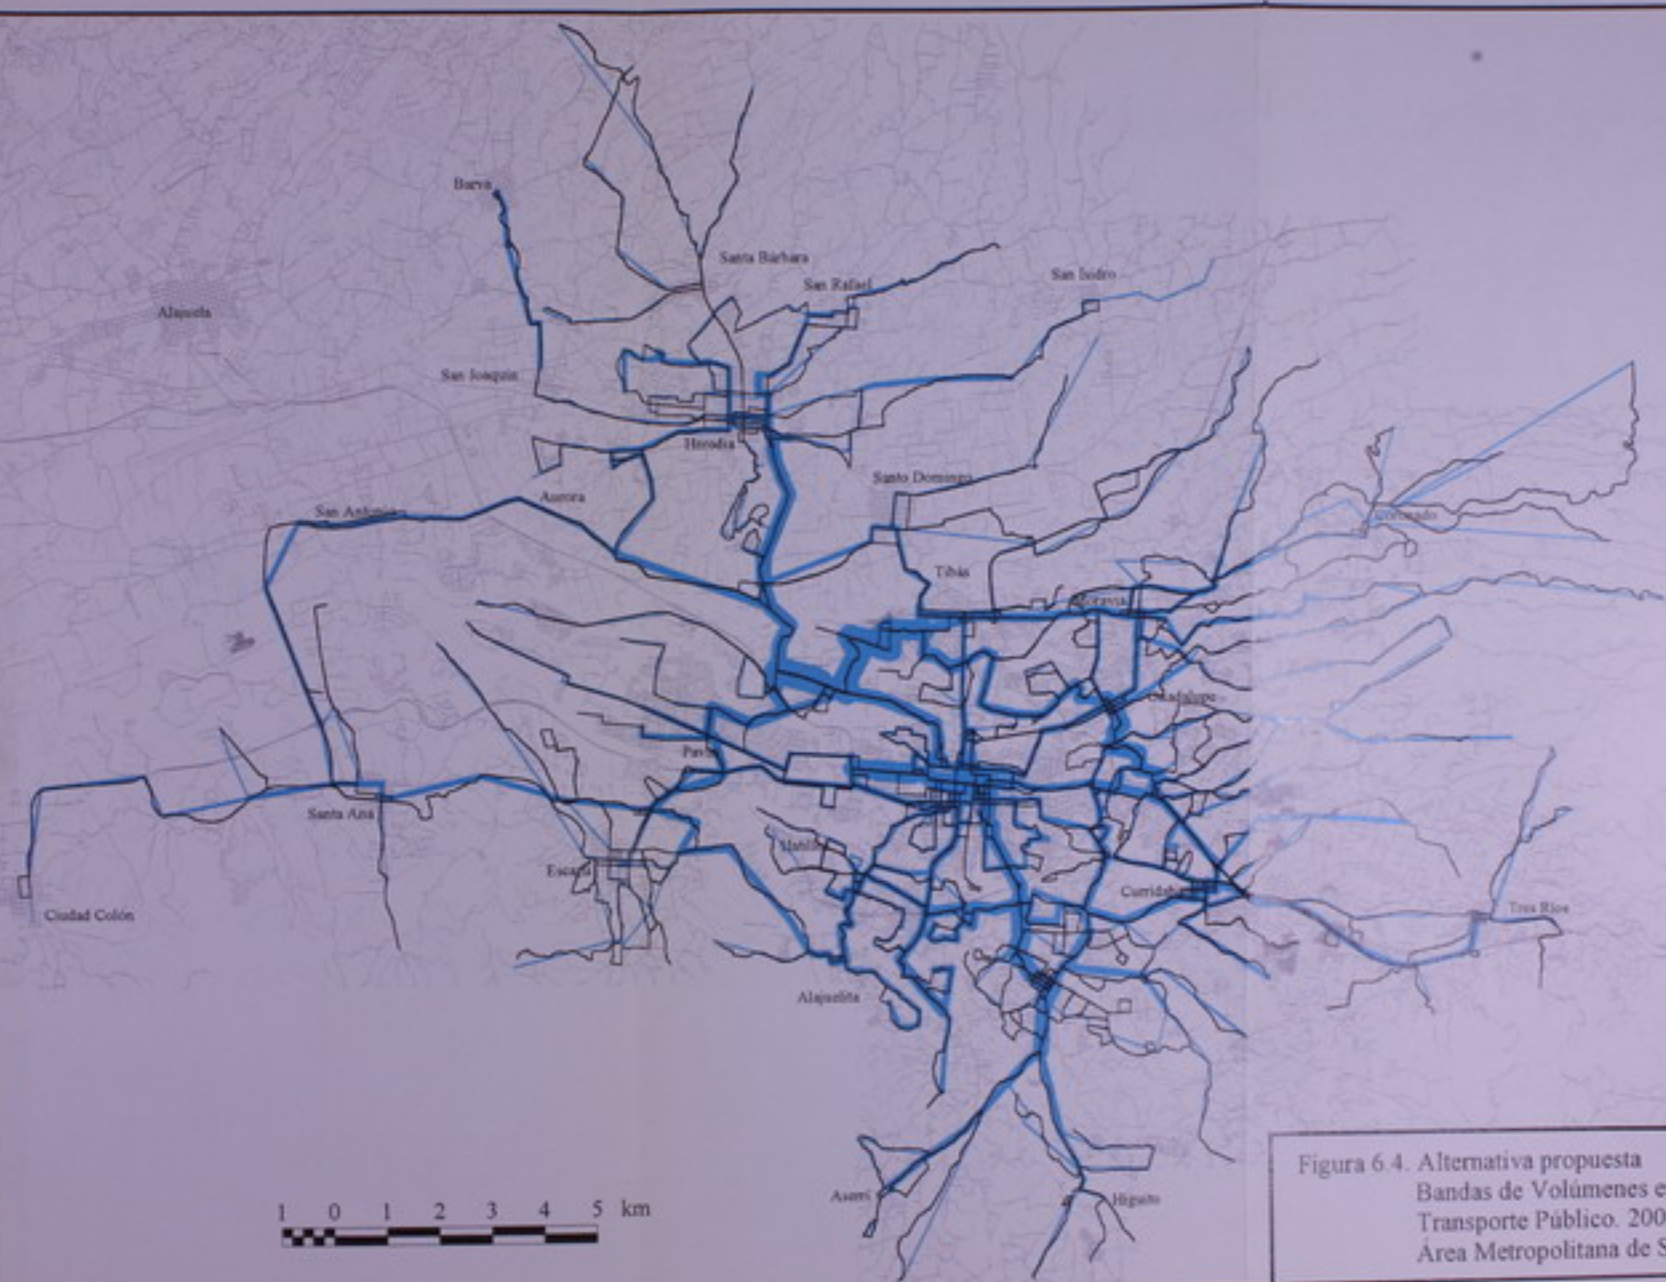 Barva
Santa Bárbara
San Rafael
San Isidro
Alajuela
San Joaquín
Heredia
Santo Domingo
Aurora
San Antonio
Coronado
Tibás
Moravia
Guadalupe
Pavas
Santa Ana
Hatillo
Escazú
Curridabat
Tres Ríos
Ciudad Colón
Alajuelita
Aserrí
Higuito
1 0 1 2 3 4 5 km
Figura 6.4. Alternativa propuesta
Bandas de Volúmenes e
Transporte Público. 200
Área Metropolitana de S